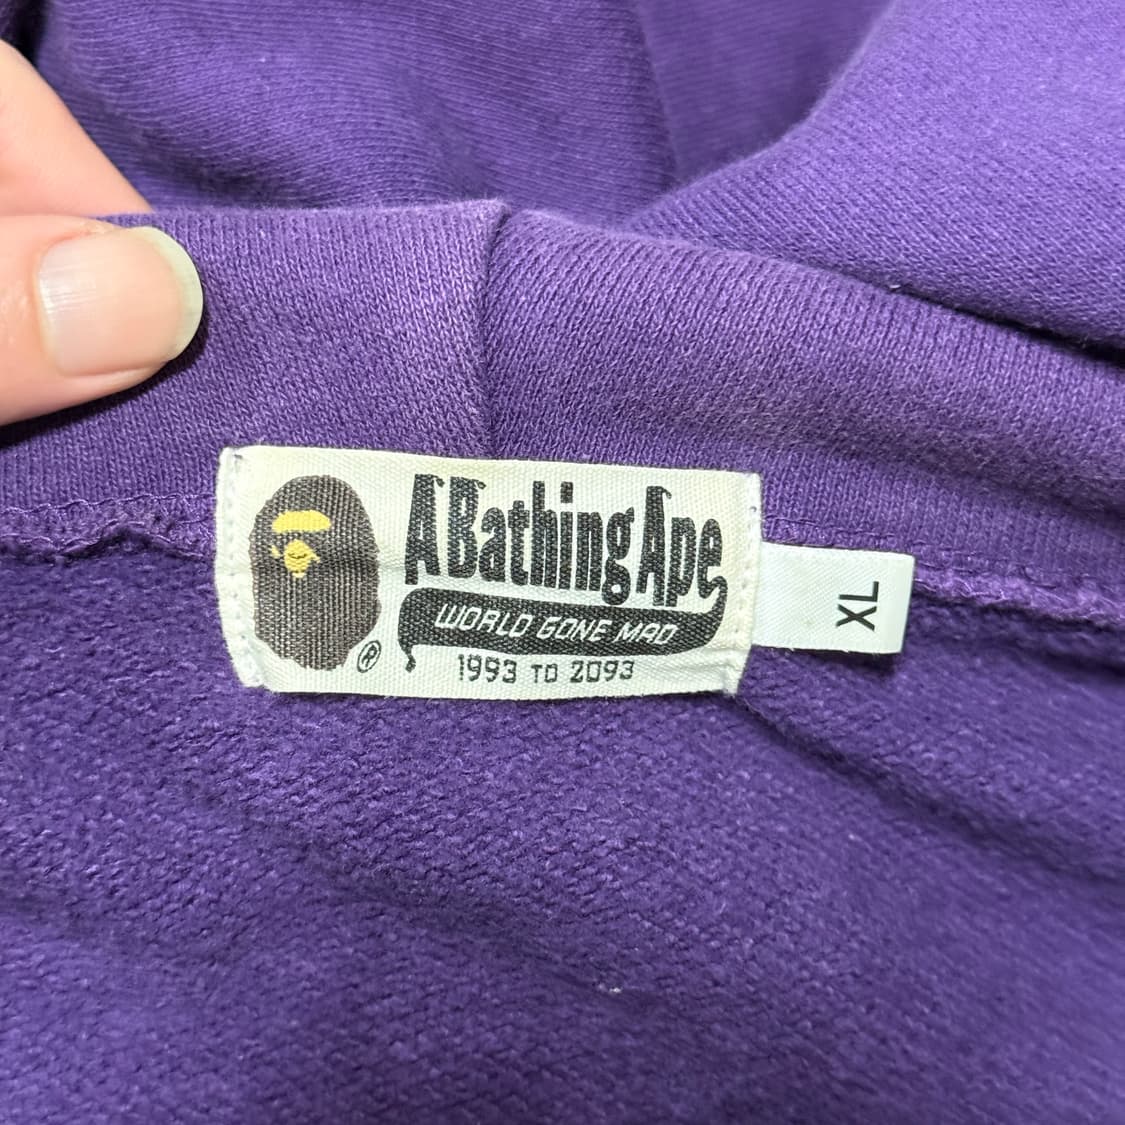 A Bathing Ape
WORLD GONE MAD
1993 TO 2093
®
XL